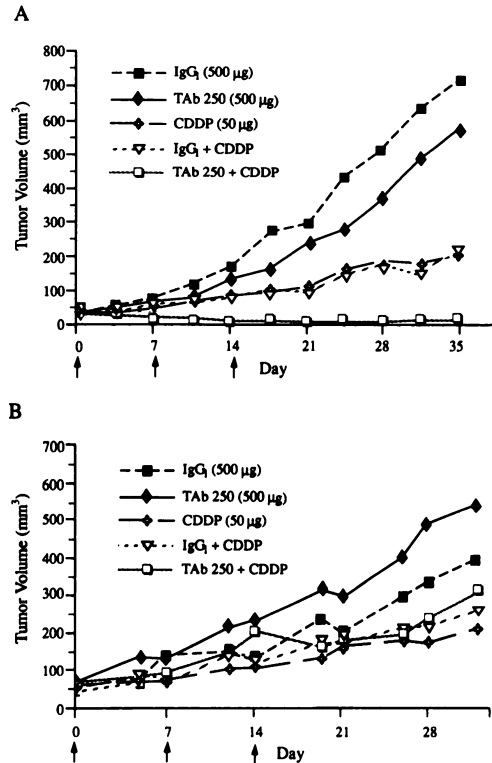 A
800
700
600
500
400
300
200
100
0
Tumor Volume (mm³)
IgG₁ (500 µg)
TAb 250 (500 µg)
CDDP (50 µg)
IgG₁ + CDDP
TAb 250 + CDDP
0 7 14 21 28 35
Day
B
700
600
500
400
300
200
100
0
Tumor Volume (mm³)
IgG₁ (500 µg)
TAb 250 (500 µg)
CDDP (50 µg)
IgG₁ + CDDP
TAb 250 + CDDP
0 7 14 21 28
Day